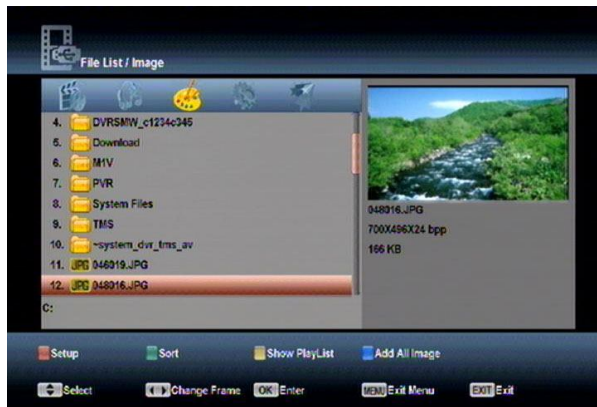 File List / Image
4. DVRSMW_c1234c345
5. Download
6. M1V
7. PVR
8. System Files
9. TMS
10. ~system_dvr_tms_av
11. JPG 046019.JPG
12. JPG 048016.JPG
C:
048016.JPG
700X496X24 bpp
166 KB
Setup Sort Show PlayList Add All Image
Select Change Frame OK Enter MENU Exit Menu EXIT Exit